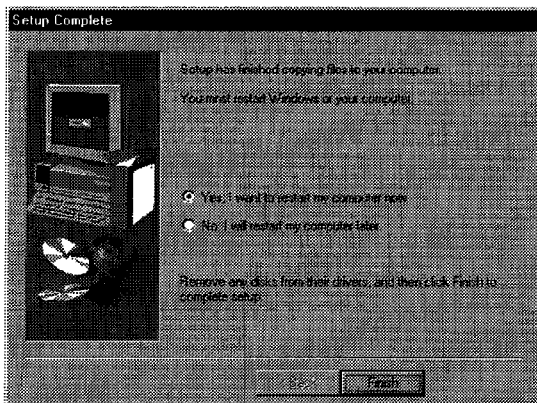 Setup Complete
Setup has finished copying files to your computer.
You must restart Windows or your computer.
Yes, I want to restart my computer now
No, I will restart my computer later.
Remove any disks from their drivers, and then click Finish to
complete setup.
Finish